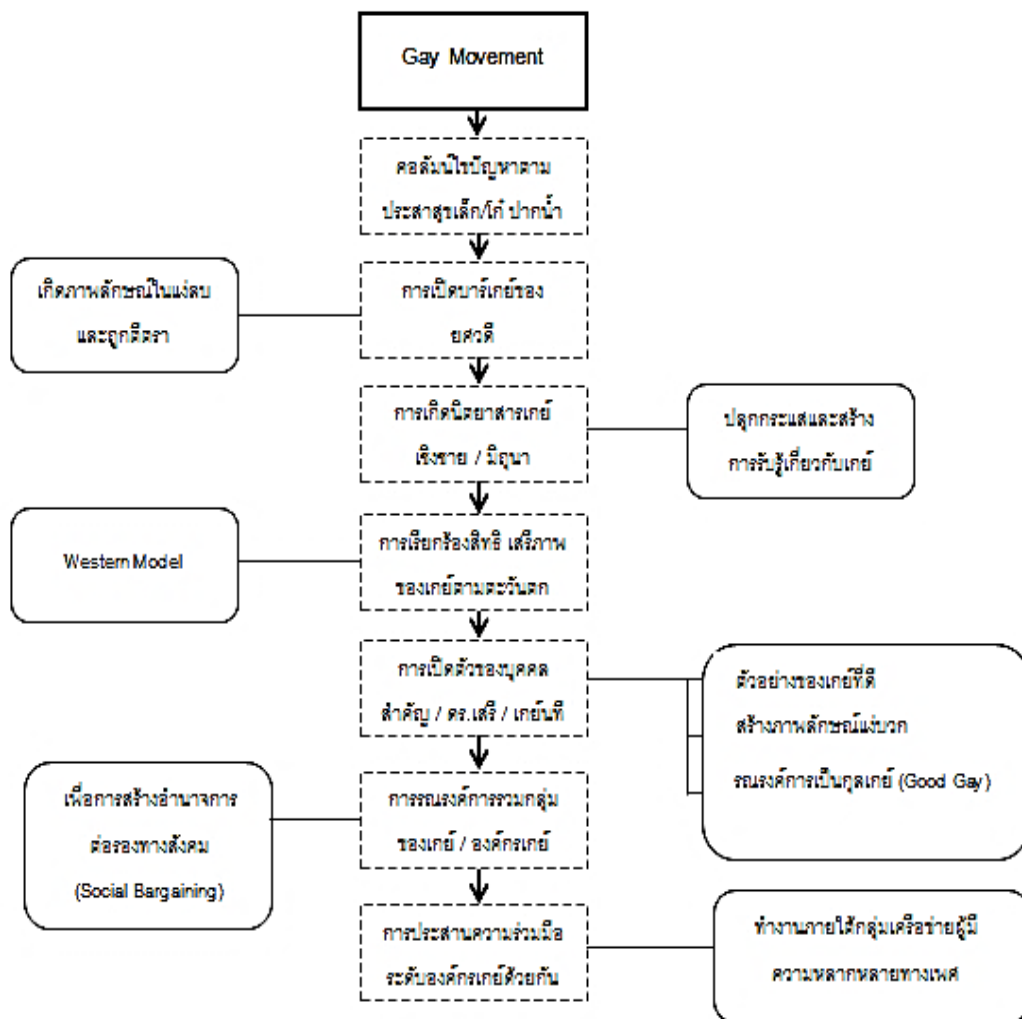 Gay Movement
คอลัมน์ไขปัญหาตาม
ประสาสุขเล็ก/โก๋ ปากน้ำ
เกิดภาพลักษณ์ในแง่ลบ
และถูกตีตรา
การเปิดบาร์เกย์ของ
ยศวดี
การเกิดนิตยาสารเกย์
เชิงชาย / มิถุนา
ปลุกกระแสและสร้าง
การรับรู้เกี่ยวกับเกย์
Western Model
การเรียกร้องสิทธิ เสรีภาพ
ของเกย์ตามตะวันตก
การเปิดตัวของบุคคล
สำคัญ / ดร.เสรี / เกย์นที
ตัวอย่างของเกย์ที่ดี
สร้างภาพลักษณ์แง่บวก
รณรงค์การเป็นกุลเกย์ (Good Gay)
เพื่อการสร้างอำนาจการ
ต่อรองทางสังคม
(Social Bargaining)
การรณรงค์การรวมกลุ่ม
ของเกย์ / องค์กรเกย์
การประสานความร่วมมือ
ระดับองค์กรเกย์ด้วยกัน
ทำงานภายใต้กลุ่มเครือข่ายผู้มี
ความหลากหลายทางเพศ